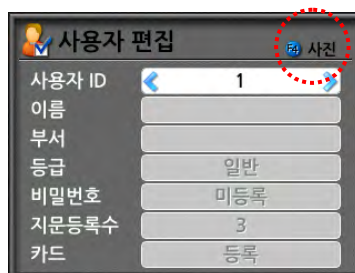 사용자 편집
F4 사진
사용자 ID 1
이름
부서
등급 일반
비밀번호 미등록
지문등록수 3
카드 등록